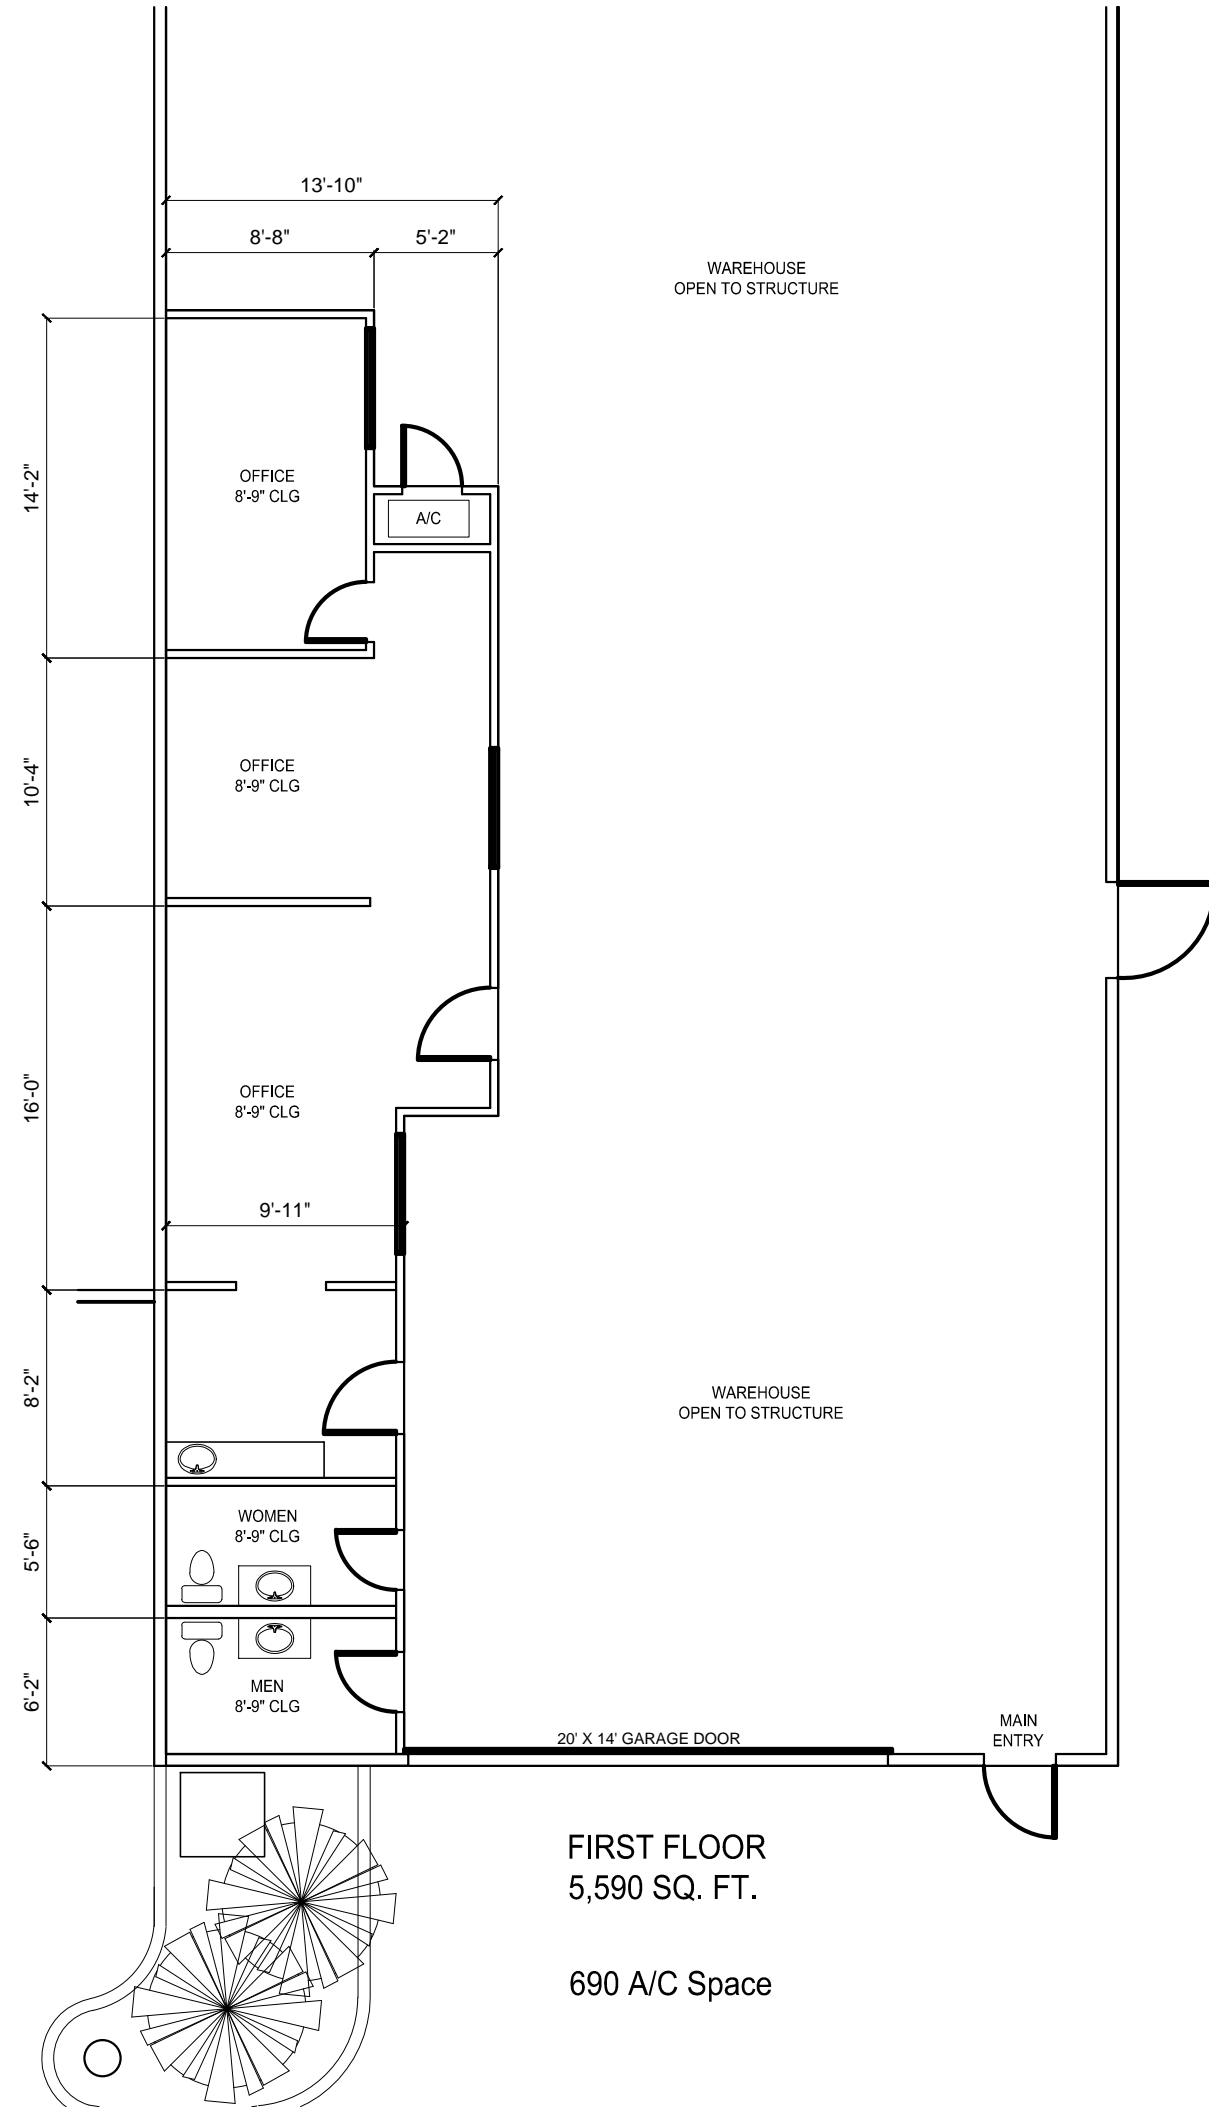 13'-10"
8'-8"
5'-2"
WAREHOUSE
OPEN TO STRUCTURE
14'-2"
OFFICE
8'-9" CLG
A/C
10'-4"
OFFICE
8'-9" CLG
16'-0"
OFFICE
8'-9" CLG
9'-11"
8'-2"
WAREHOUSE
OPEN TO STRUCTURE
5'-6"
WOMEN
8'-9" CLG
6'-2"
MEN
8'-9" CLG
20' X 14' GARAGE DOOR
MAIN
ENTRY
FIRST FLOOR
5,590 SQ. FT.
690 A/C Space